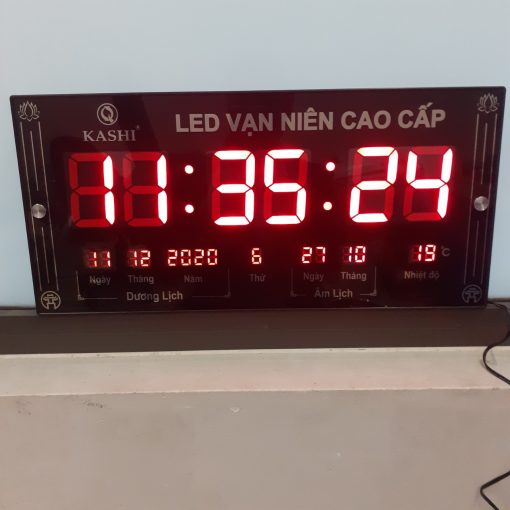 LED VẠN NIÊN CAO CẤP
KASHI®
11:35:24
11 12 2020 6 27 10 19 °C
Ngày Tháng Năm Thứ Ngày Tháng Nhiệt độ
Dương Lịch Âm Lịch